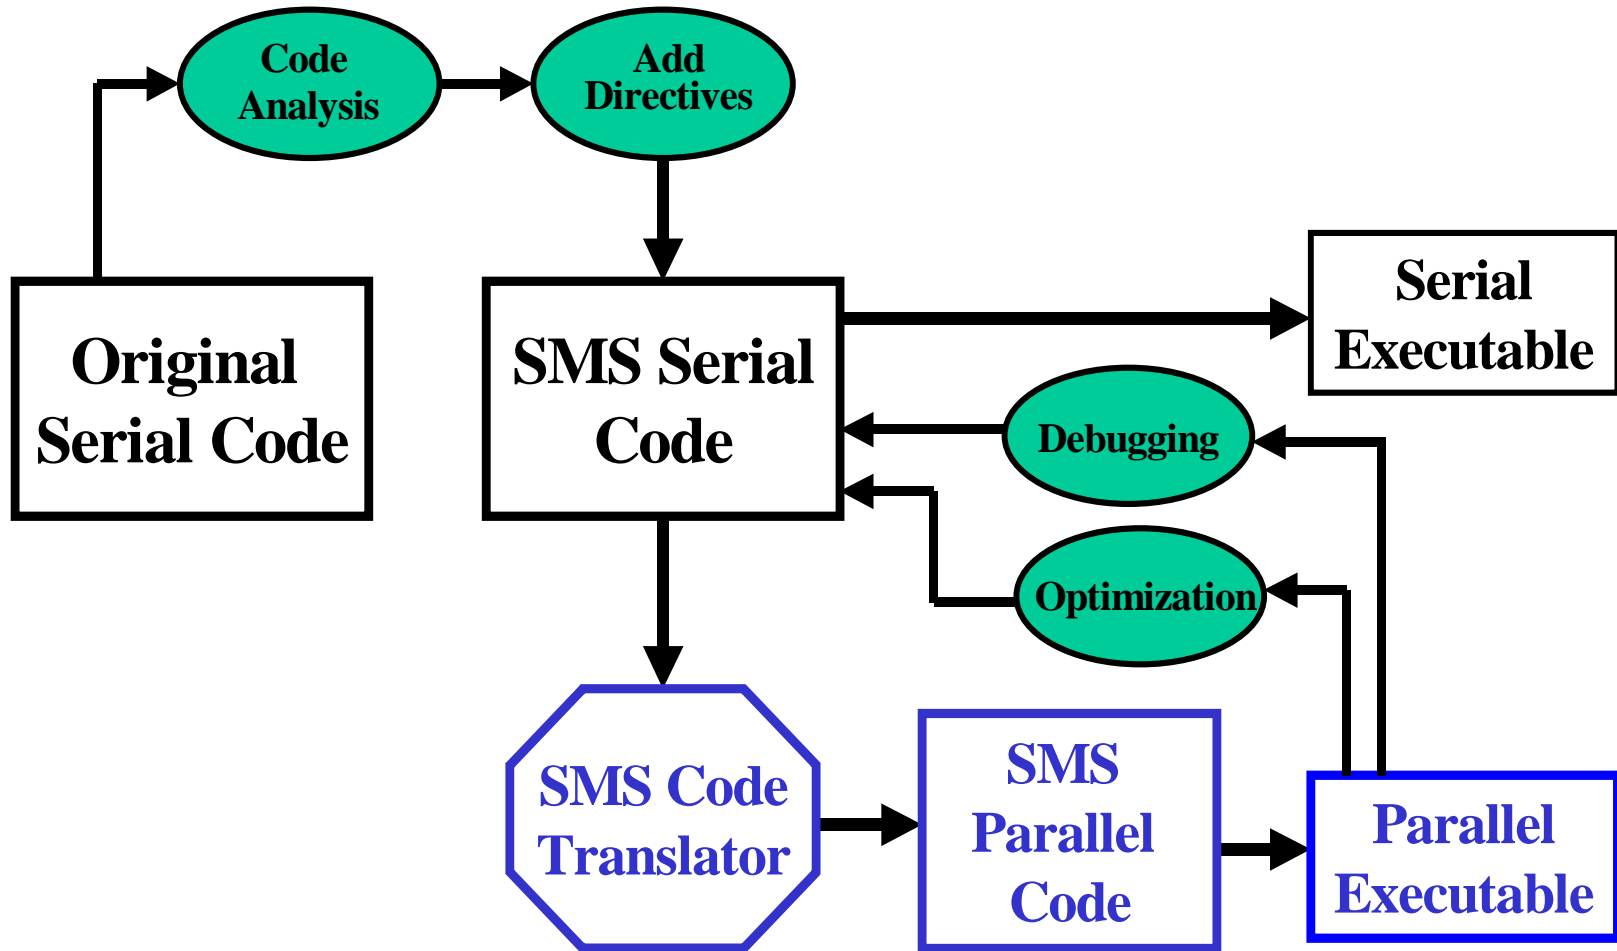 Code
Analysis
Add
Directives
Original
Serial Code
SMS Serial
Code
Serial
Executable
Debugging
Optimization
SMS Code
Translator
SMS
Parallel
Code
Parallel
Executable